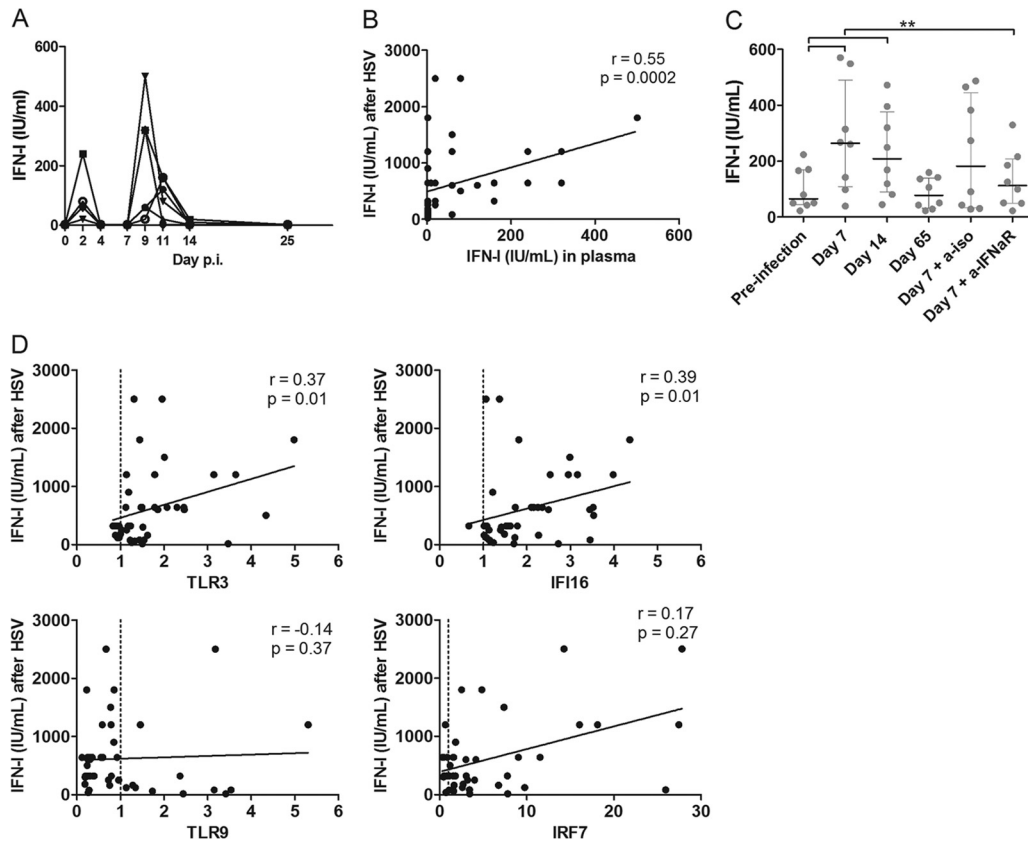 A
IFN-I (IU/ml)
600
400
200
0
0 2 4 7 9 11 14 25
Day p.i.
B
IFN-I (IU/mL) after HSV
3000
2500
2000
1500
1000
500
0
r = 0.55
p = 0.0002
0 200 400 600
IFN-I (IU/mL) in plasma
C
**
IFN-I (IU/mL)
600
400
200
0
Pre-infection
Day 7
Day 14
Day 65
Day 7 + a-iso
Day 7 + a-IFNaR
D
IFN-I (IU/mL) after HSV
3000
2000
1000
0
r = 0.37
p = 0.01
0 1 2 3 4 5 6
TLR3
IFN-I (IU/mL) after HSV
3000
2000
1000
0
r = 0.39
p = 0.01
0 1 2 3 4 5 6
IFI16
IFN-I (IU/mL) after HSV
3000
2000
1000
0
r = -0.14
p = 0.37
0 1 2 3 4 5 6
TLR9
IFN-I (IU/mL) after HSV
3000
2000
1000
0
r = 0.17
p = 0.27
0 10 20 30
IRF7